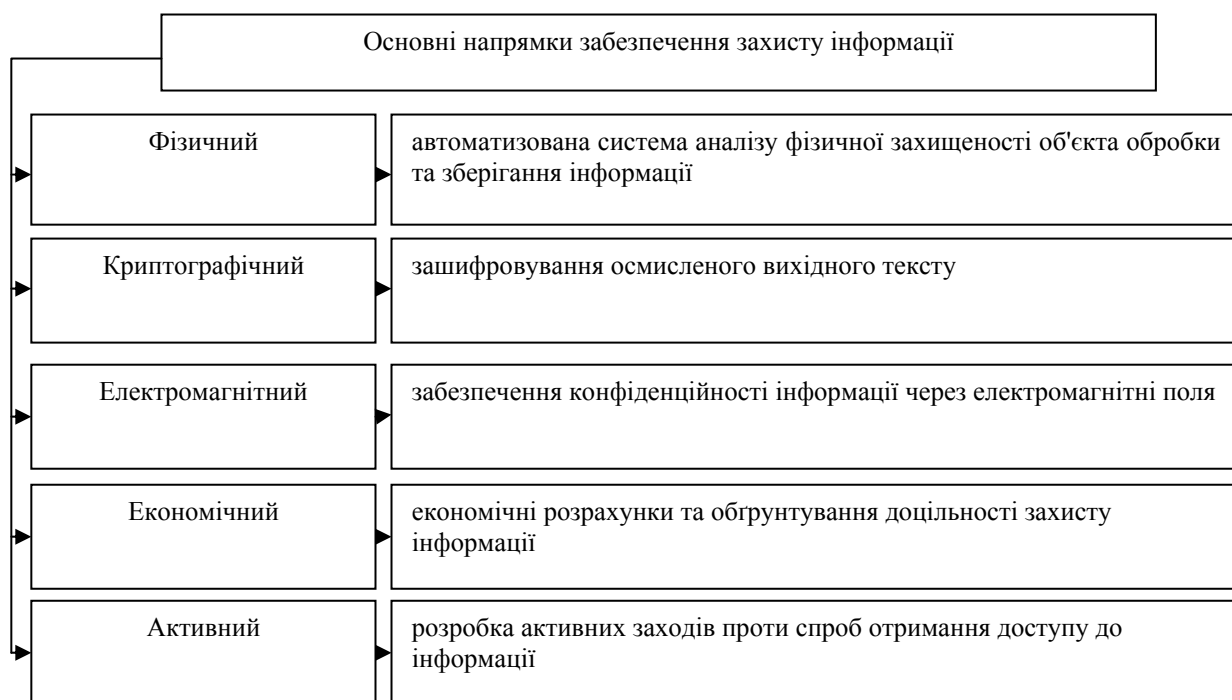 Основні напрямки забезпечення захисту інформації
Фізичний
автоматизована система аналізу фізичної захищеності об'єкта обробки
та зберігання інформації
Криптографічний
зашифровування осмисленого вихідного тексту
Електромагнітний
забезпечення конфіденційності інформації через електромагнітні поля
Економічний
економічні розрахунки та обґрунтування доцільності захисту
інформації
Активний
розробка активних заходів проти спроб отримання доступу до
інформації